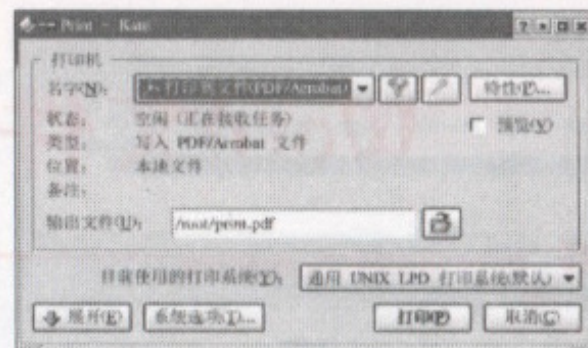 Print - Kate
打印机
名字(N): 打印到文件(PDF/Acrobat) 特性(P)...
状态: 空闲 (正在接收任务) 预览(V)
类型: 写入 PDF/Acrobat 文件
位置: 本地文件
备注:
输出文件(U): /root/print.pdf
目前使用的打印系统(Y): 通用 UNIX LPD 打印系统(默认)
展开(E) 系统选项(T)... 打印(P) 取消(C)